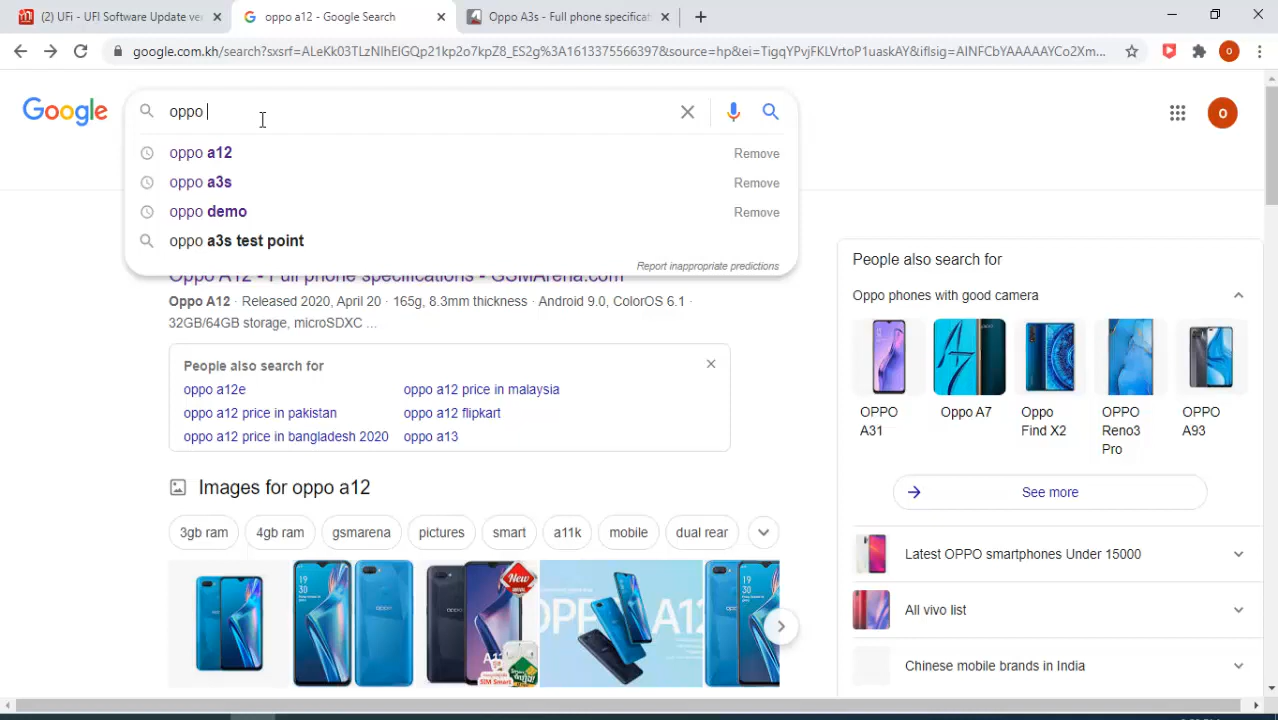 (2) UFi - UFI Software Update ver
oppo a12 - Google Search
Oppo A3s - Full phone specificat
google.com.kh/search?sxsrf=ALeKk03TLzNIhEIGQp21kp2o7kpZ8_ES2g%3A1613375566397&source=hp&ei=TigqYPvjFKLVrtoP1uaskAY&iflsig=AINFCbYAAAAAYCo2Xm...
Google
oppo
oppo a12 Remove
oppo a3s Remove
oppo demo Remove
oppo a3s test point
Report inappropriate predictions
Oppo A12 - Full phone specifications - GSMArena.com
Oppo A12 · Released 2020, April 20 · 165g, 8.3mm thickness · Android 9.0, ColorOS 6.1 ·
32GB/64GB storage, microSDXC ...
People also search for
oppo a12e oppo a12 price in malaysia
oppo a12 price in pakistan oppo a12 flipkart
oppo a12 price in bangladesh 2020 oppo a13
Images for oppo a12
3gb ram 4gb ram gsmarena pictures smart a11k mobile dual rear
New
SIM Smart
OPPO A12
People also search for
Oppo phones with good camera
OPPO A31
Oppo A7
Oppo Find X2
OPPO Reno3 Pro
OPPO A93
See more
Latest OPPO smartphones Under 15000
All vivo list
Chinese mobile brands in India